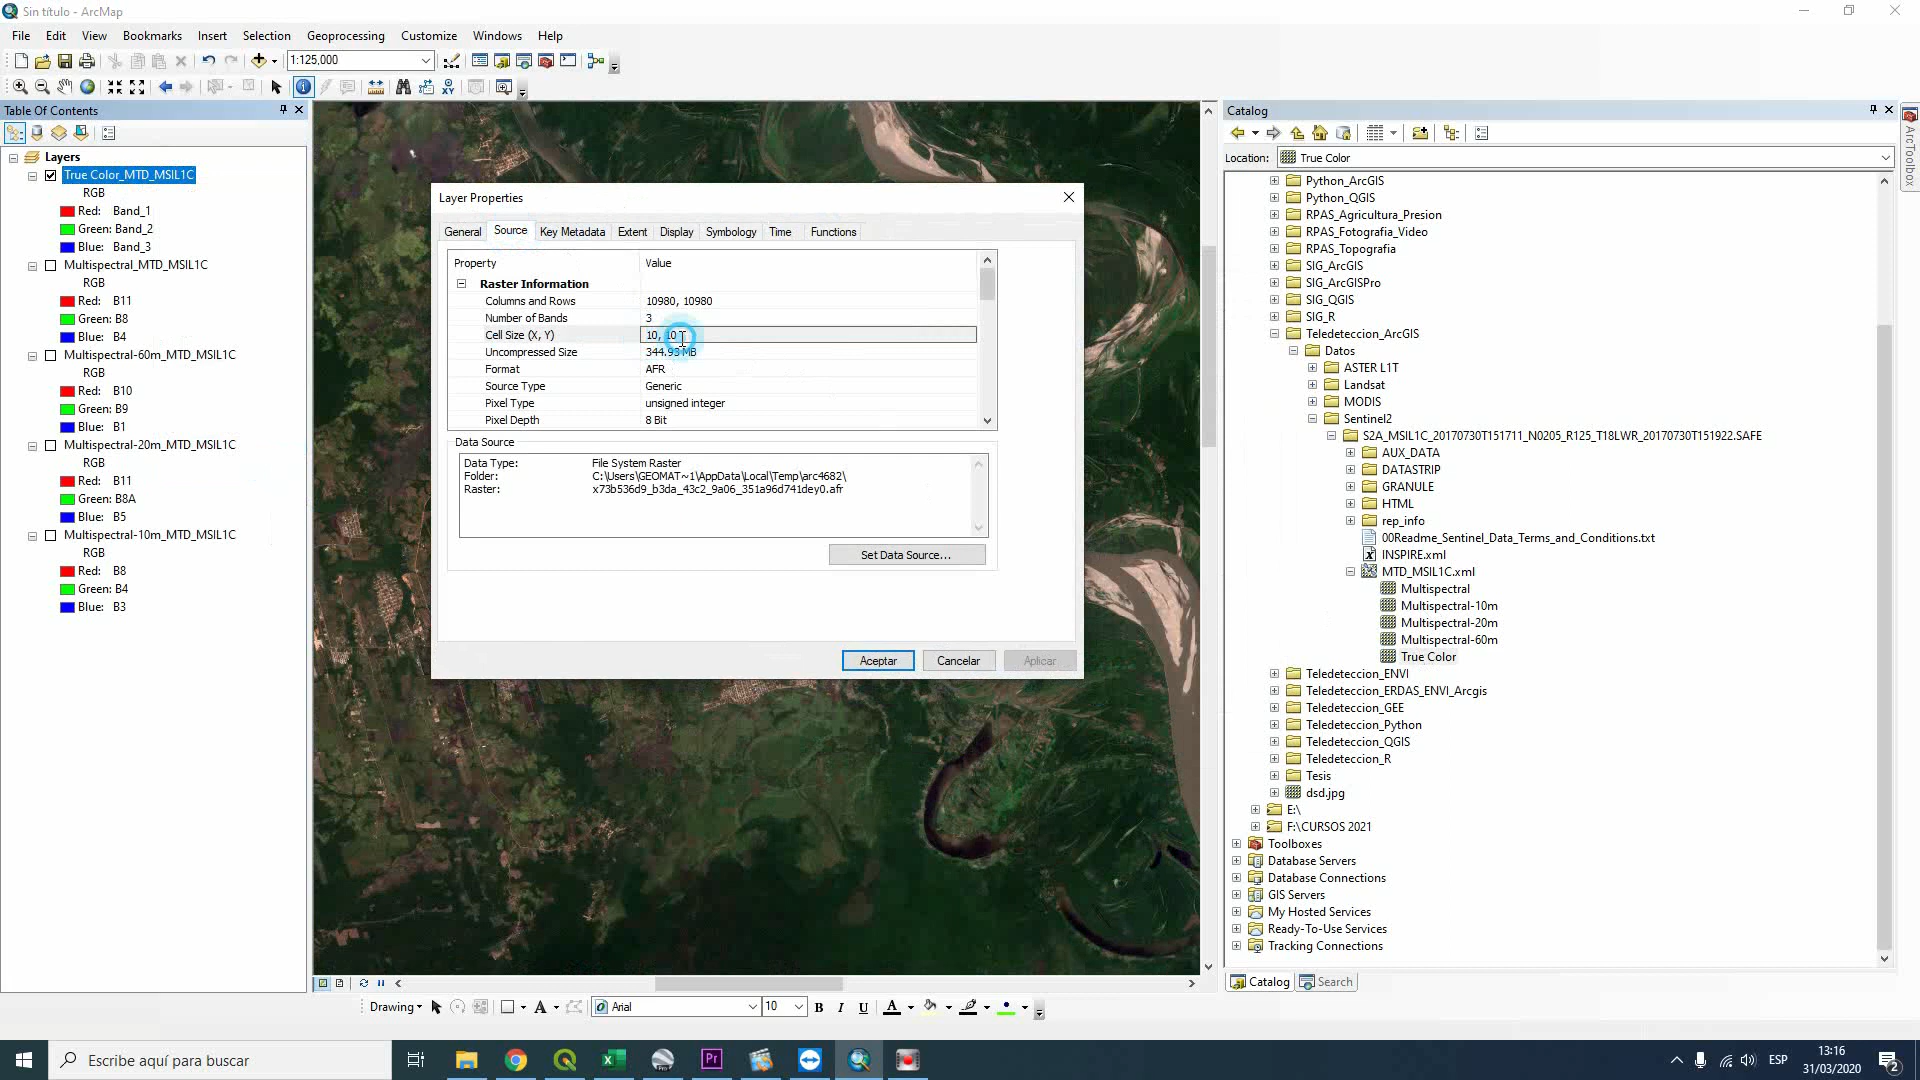 Sin título - ArcMap
File Edit View Bookmarks Insert Selection Geoprocessing Customize Windows Help
1:125,000
Table Of Contents
Layers
True Color_MTD_MSIL1C
RGB
Red: Band_1
Green: Band_2
Blue: Band_3
Multispectral_MTD_MSIL1C
RGB
Red: B11
Green: B8
Blue: B4
Multispectral-60m_MTD_MSIL1C
RGB
Red: B10
Green: B9
Blue: B1
Multispectral-20m_MTD_MSIL1C
RGB
Red: B11
Green: B8A
Blue: B5
Multispectral-10m_MTD_MSIL1C
RGB
Red: B8
Green: B4
Blue: B3
Layer Properties
General Source Key Metadata Extent Display Symbology Time Functions
Property Value
Raster Information
Columns and Rows 10980, 10980
Number of Bands 3
Cell Size (X, Y) 10, 10
Uncompressed Size 344.93 MB
Format AFR
Source Type Generic
Pixel Type unsigned integer
Pixel Depth 8 Bit
Data Source
Data Type: File System Raster
Folder: C:\Users\GEOMAT~1\AppData\Local\Temp\arc4682\
Raster: x73b536d9_b3da_43c2_9a06_351a96d741dey0.afr
Set Data Source...
Aceptar Cancelar Aplicar
Catalog
Location: True Color
Python_ArcGIS
Python_QGIS
RPAS_Agricultura_Presion
RPAS_Fotografia_Video
RPAS_Topografia
SIG_ArcGIS
SIG_ArcGISPro
SIG_QGIS
SIG_R
Teledeteccion_ArcGIS
Datos
ASTER L1T
Landsat
MODIS
Sentinel2
S2A_MSIL1C_20170730T151711_N0205_R125_T18LWR_20170730T151922.SAFE
AUX_DATA
DATASTRIP
GRANULE
HTML
rep_info
00Readme_Sentinel_Data_Terms_and_Conditions.txt
INSPIRE.xml
MTD_MSIL1C.xml
Multispectral
Multispectral-10m
Multispectral-20m
Multispectral-60m
True Color
Teledeteccion_ENVI
Teledeteccion_ERDAS_ENVI_Arcgis
Teledeteccion_GEE
Teledeteccion_Python
Teledeteccion_QGIS
Teledeteccion_R
Tesis
dsd.jpg
E:\
F:\CURSOS 2021
Toolboxes
Database Servers
Database Connections
GIS Servers
My Hosted Services
Ready-To-Use Services
Tracking Connections
Catalog Search
ArcToolbox
Drawing Arial 10 B I U A
Escribe aquí para buscar
ESP
13:16
31/03/2020
2